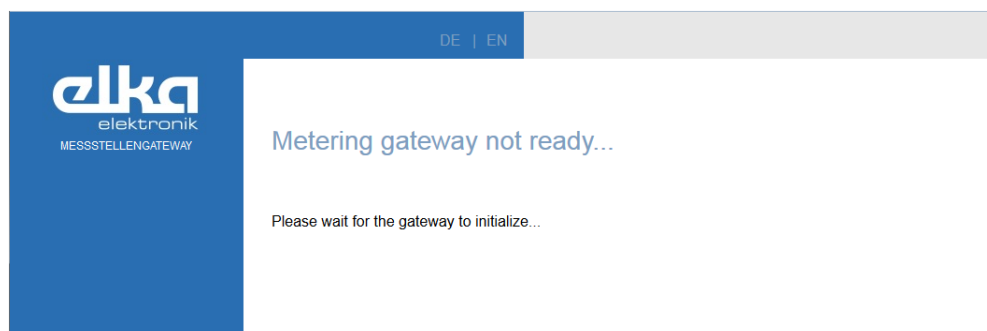 DE | EN
elka
elektronik
MESSSTELLENGATEWAY
Metering gateway not ready...
Please wait for the gateway to initialize...